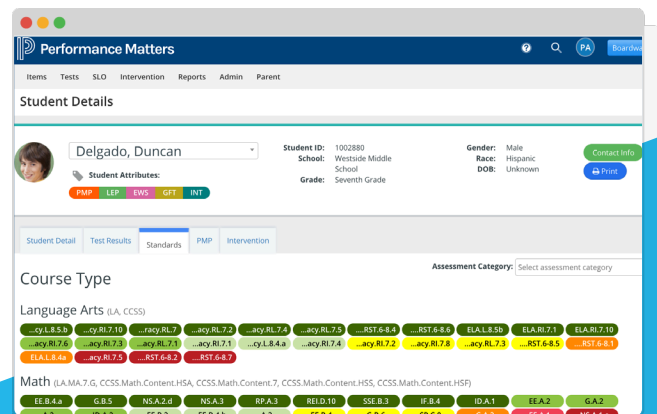 Performance Matters
? PA Boardwa
Items Tests SLO Intervention Reports Admin Parent
Student Details
Delgado, Duncan
Student Attributes:
PMP LEP EWS GFT INT
Student ID: 1002880
School: Westside Middle School
Grade: Seventh Grade
Gender: Male
Race: Hispanic
DOB: Unknown
Contact Info
Print
Student Detail Test Results Standards PMP Intervention
Assessment Category: Select assessment category
Course Type
Language Arts (LA, CCSS)
...cy.L.8.5.b ...cy.RI.7.10 ...racy.RL.7 ...acy.RL.7.2 ...acy.RL.7.4 ...acy.RL.7.5 ....RST.6-8.4 ....RST.6-8.6 ELA.L.8.5b ELA.RI.7.1 ELA.RI.7.10
...acy.RI.7.6 ...acy.RI.7.3 ...acy.RL.7.1 ...acy.RI.7.1 ...cy.L.8.4.a ...acy.RI.7.4 ...acy.RI.7.2 ...acy.RI.7.8 ...acy.RL.7.3 ....RST.6-8.5 ....RST.6-8.1
ELA.L.8.4a ...acy.RI.7.5 ....RST.6-8.2 ....RST.6-8.7
Math (LA.MA.7.G, CCSS.Math.Content.HSA, CCSS.Math.Content.7, CCSS.Math.Content.HSS, CCSS.Math.Content.HSF)
EE.B.4.a G.B.5 NS.A.2.d NS.A.3 RP.A.3 REI.D.10 SSE.B.3 IF.B.4 ID.A.1 EE.A.2 G.A.2